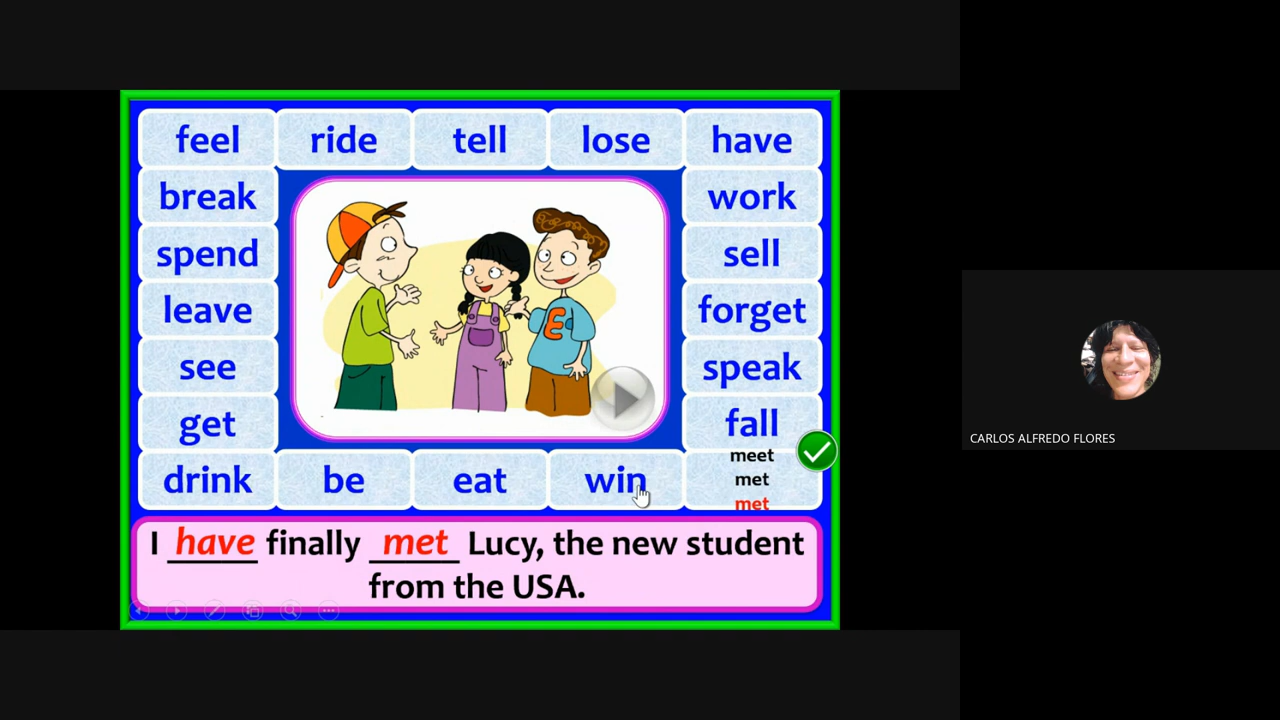 feel ride tell lose have
break work
spend sell
leave forget
see speak
get fall
drink be eat win meet
met
met
E
I have finally met Lucy, the new student
from the USA.
CARLOS ALFREDO FLORES